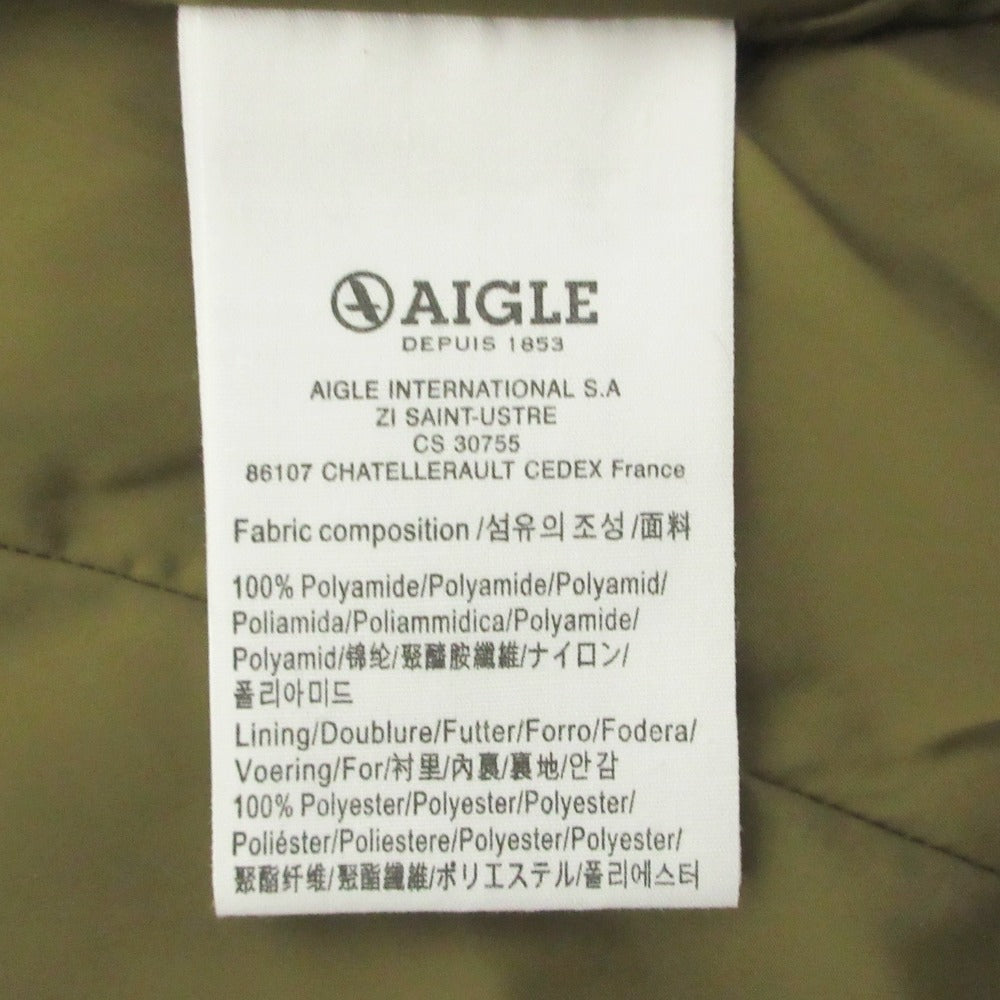 AIGLE
DEPUIS 1853
AIGLE INTERNATIONAL S.A
ZI SAINT-USTRE
CS 30755
86107 CHATELLERAULT CEDEX France
Fabric composition /섬유의 조성 /面料
100% Polyamide/Polyamide/Polyamid/
Poliamida/Poliammidica/Polyamide/
Polyamid/锦纶/聚醯胺纖維/ナイロン/
폴리아미드
Lining/Doublure/Futter/Forro/Fodera/
Voering/For/衬里/內裏/裏地/안감
100% Polyester/Polyester/Polyester/
Poliéster/Poliestere/Polyester/Polyester/
聚酯纤维/聚酯纖維/ポリエステル/폴리에스터